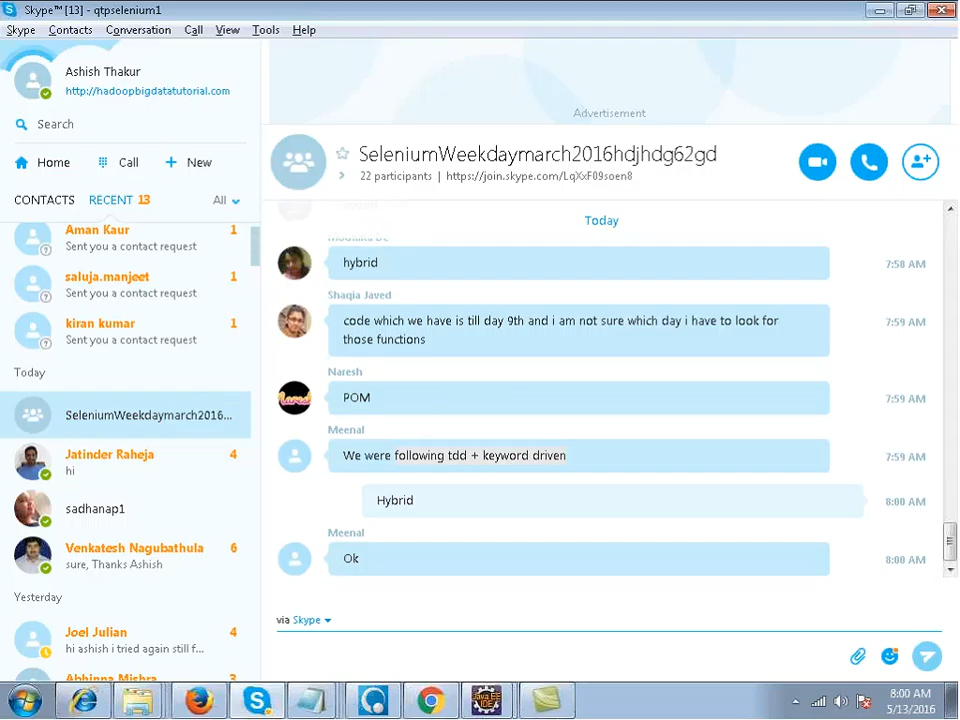 Skype™ [13] - qtpselenium1
Skype Contacts Conversation Call View Tools Help
Ashish Thakur
http://hadoopbigdatatutorial.com
Search
Home Call New
CONTACTS RECENT 13 All
Aman Kaur 1
Sent you a contact request
saluja.manjeet 1
Sent you a contact request
kiran kumar 1
Sent you a contact request
Today
SeleniumWeekdaymarch2016...
Jatinder Raheja 4
hi
sadhanap1
Venkatesh Nagubathula 6
sure, Thanks Ashish
Yesterday
Joel Julian 4
hi ashish i tried again still f...
Abhinna Mishra 3
Advertisement
SeleniumWeekdaymarch2016hdjhdg62gd
22 participants | https://join.skype.com/LqXxF09soen8
Today
hybrid 7:58 AM
Shaqia Javed
code which we have is till day 9th and i am not sure which day i have to look for 7:59 AM
those functions
Naresh
POM 7:59 AM
Meenal
We were following tdd + keyword driven 7:59 AM
Hybrid 8:00 AM
Meenal
Ok 8:00 AM
via Skype
Java EE
IDE
8:00 AM
5/13/2016